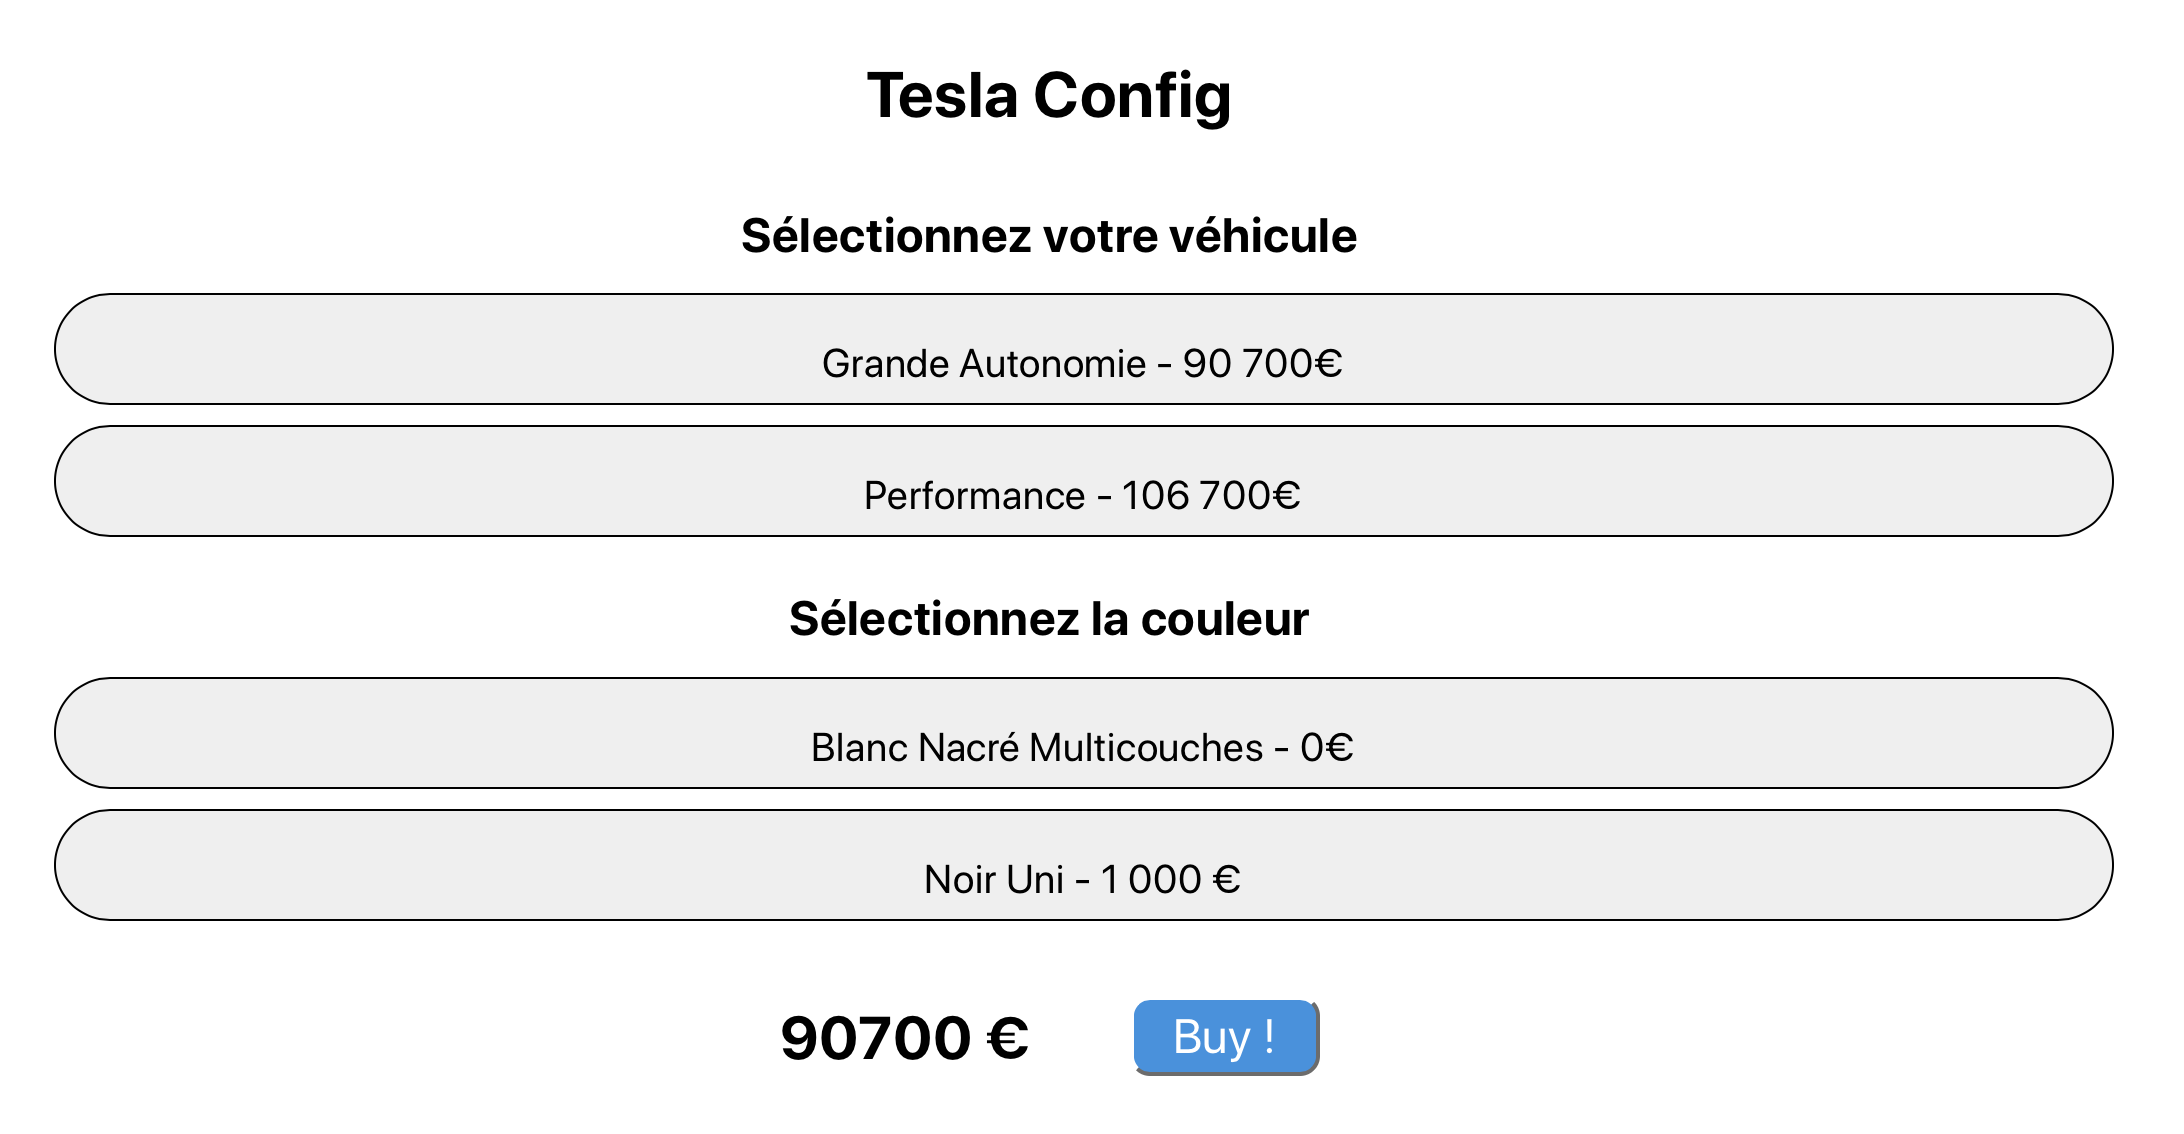 Tesla Config
Sélectionnez votre véhicule
Grande Autonomie - 90 700€
Performance - 106 700€
Sélectionnez la couleur
Blanc Nacré Multicouches - 0€
Noir Uni - 1 000 €
90700 € Buy !